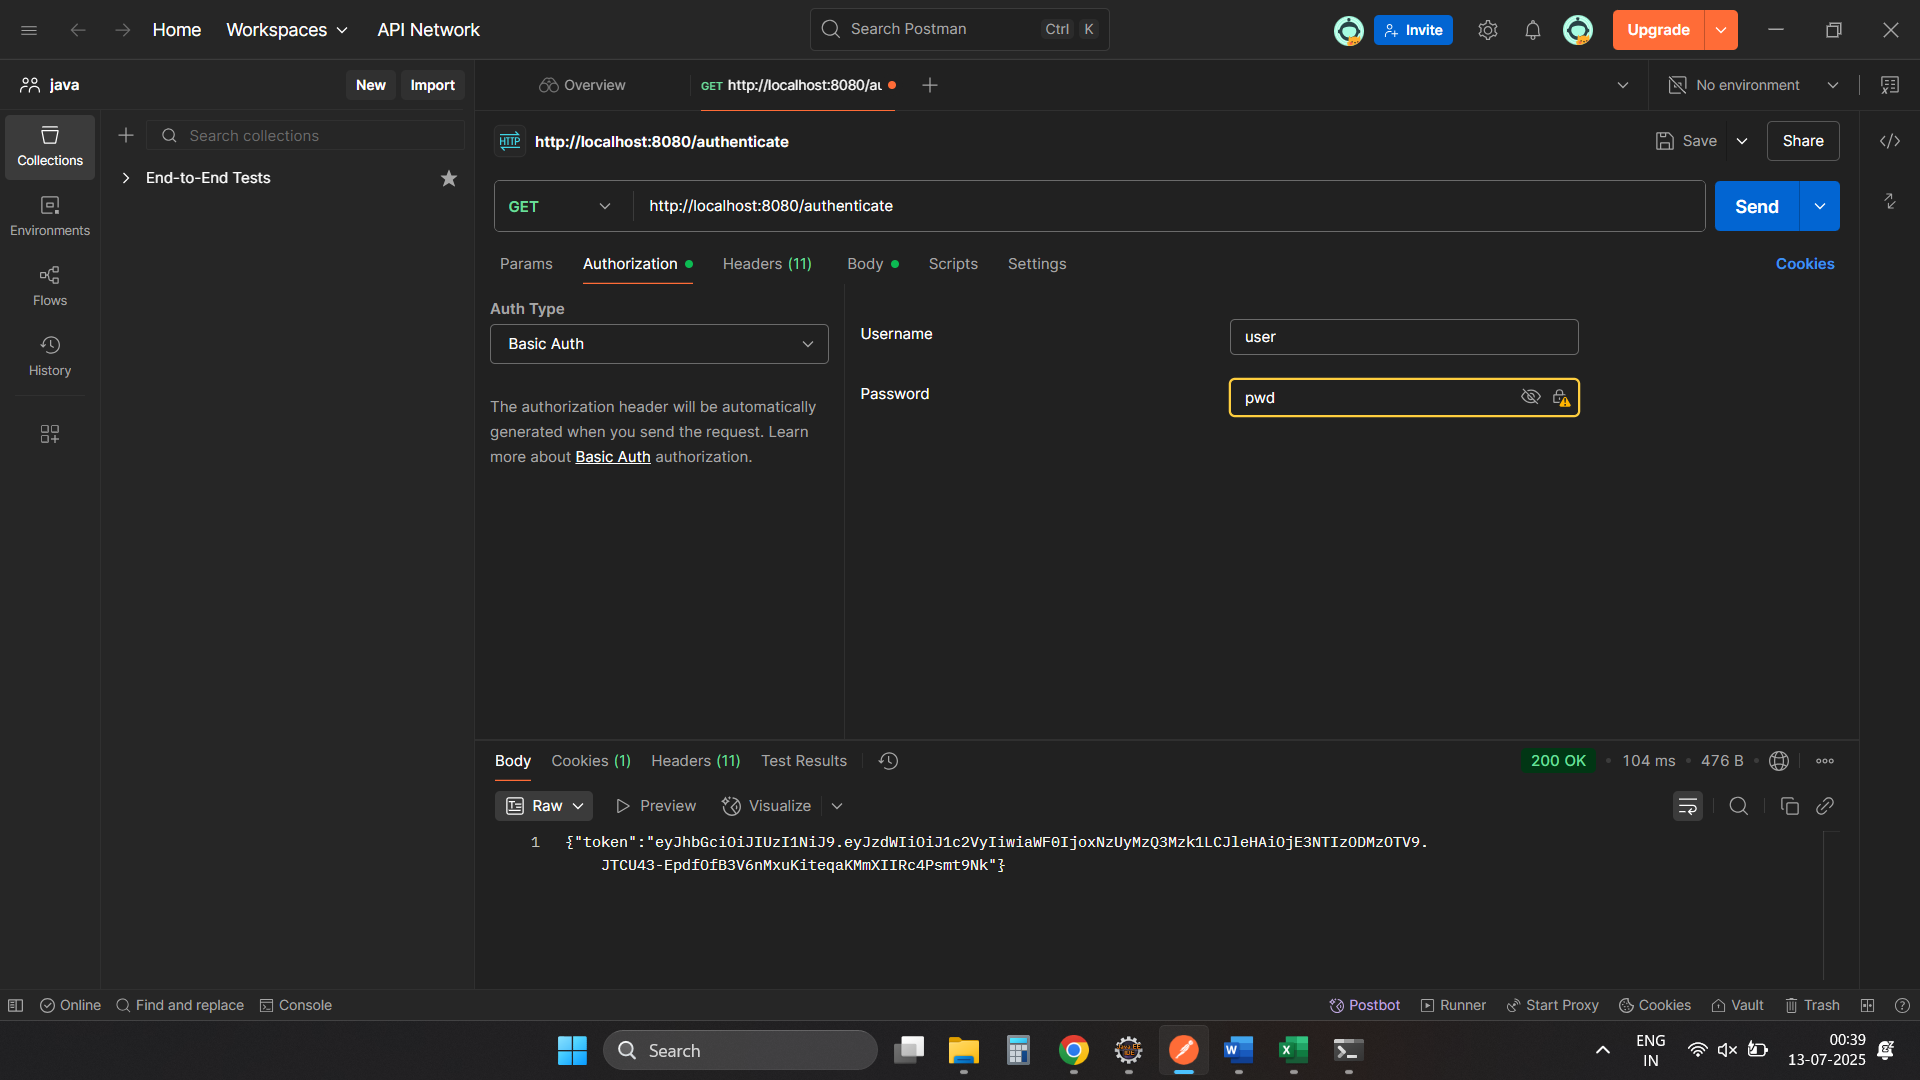 Home
Workspaces
API Network
Search Postman
Ctrl
K
Invite
Upgrade
java
New
Import
Overview
GET http://localhost:8080/au
No environment
Collections
Search collections
http://localhost:8080/authenticate
Save
Share
End-to-End Tests
GET
http://localhost:8080/authenticate
Send
Environments
Params
Authorization
Headers (11)
Body
Scripts
Settings
Cookies
Flows
Auth Type
Username
user
Basic Auth
History
Password
pwd
The authorization header will be automatically
generated when you send the request. Learn
more about Basic Auth authorization.
Body
Cookies (1)
Headers (11)
Test Results
200 OK
104 ms
476 B
Raw
Preview
Visualize
1
{"token":"eyJhbGciOiJIUzI1NiJ9.eyJzdWIiOiJ1c2VyIiwiaWF0IjoxNzUyMzQ3Mzk1LCJleHAiOjE3NTIzODMzOTV9.
JTCU43-EpdfOfB3V6nMxuKiteqaKMmXIIRc4Psmt9Nk"}
Online
Find and replace
Console
Postbot
Runner
Start Proxy
Cookies
Vault
Trash
Search
ENG
IN
00:39
13-07-2025